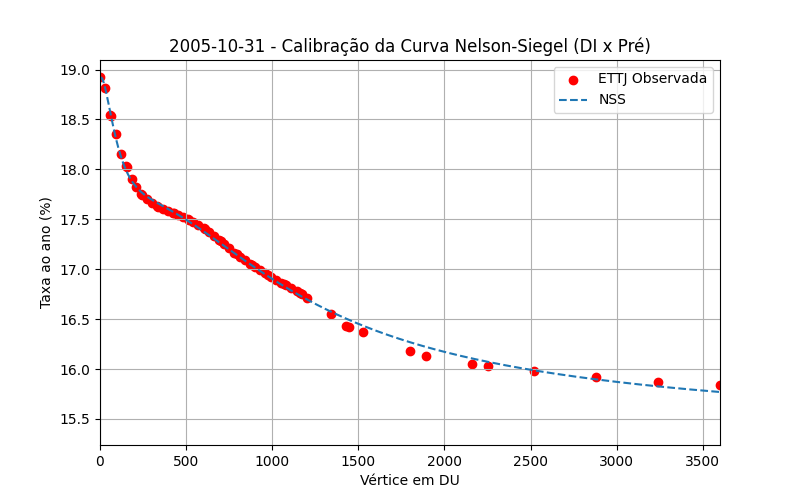 2005-10-31 - Calibração da Curva Nelson-Siegel (DI x Pré)
ETTJ Observada
NSS
Taxa ao ano (%)
19.0
18.5
18.0
17.5
17.0
16.5
16.0
15.5
0 500 1000 1500 2000 2500 3000 3500
Vértice em DU